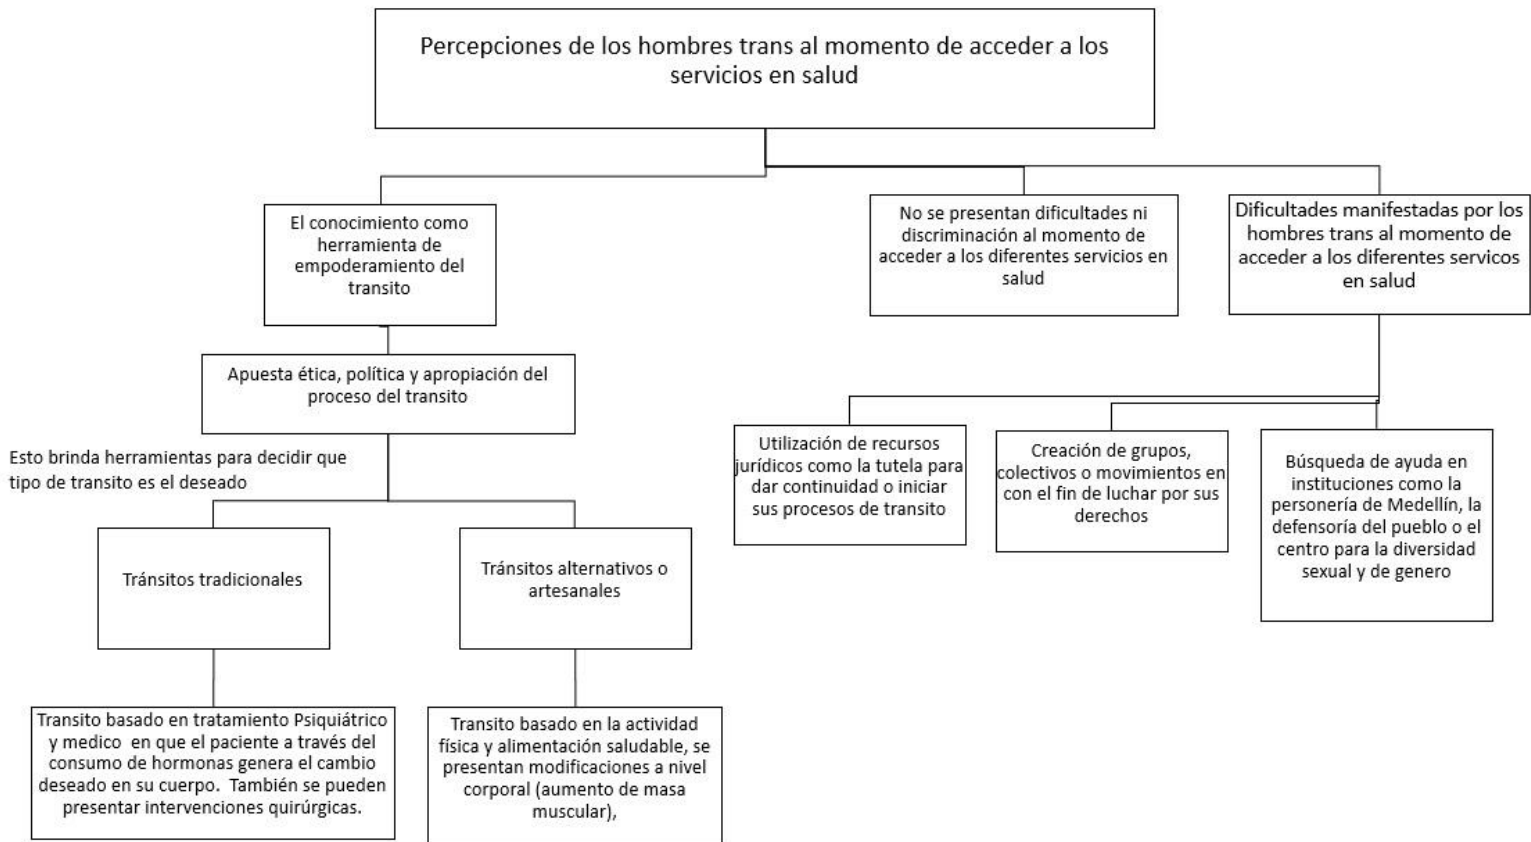 Percepciones de los hombres trans al momento de acceder a los
servicios en salud
El conocimiento como
herramienta de
empoderamiento del
transito
No se presentan dificultades ni
discriminación al momento de
acceder a los diferentes servicios en
salud
Dificultades manifestadas por los
hombres trans al momento de
acceder a los diferentes servicos
en salud
Apuesta ética, política y apropiación del
proceso del transito
Esto brinda herramientas para decidir que
tipo de transito es el deseado
Utilización de recursos
jurídicos como la tutela para
dar continuidad o iniciar
sus procesos de transito
Creación de grupos,
colectivos o movimientos en
con el fin de luchar por sus
derechos
Búsqueda de ayuda en
instituciones como la
personería de Medellín, la
defensoría del pueblo o el
centro para la diversidad
sexual y de genero
Tránsitos tradicionales
Tránsitos alternativos o
artesanales
Transito basado en tratamiento Psiquiátrico
y medico  en que el paciente a través del
consumo de hormonas genera el cambio
deseado en su cuerpo.  También se pueden
presentar intervenciones quirúrgicas.
Transito basado en la actividad
física y alimentación saludable, se
presentan modificaciones a nivel
corporal (aumento de masa
muscular),